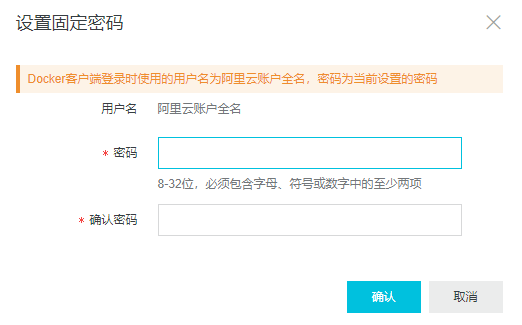 设置固定密码
Docker客户端登录时使用的用户名为阿里云账户全名，密码为当前设置的密码
用户名 阿里云账户全名
* 密码
8-32位，必须包含字母、符号或数字中的至少两项
* 确认密码
确认 取消